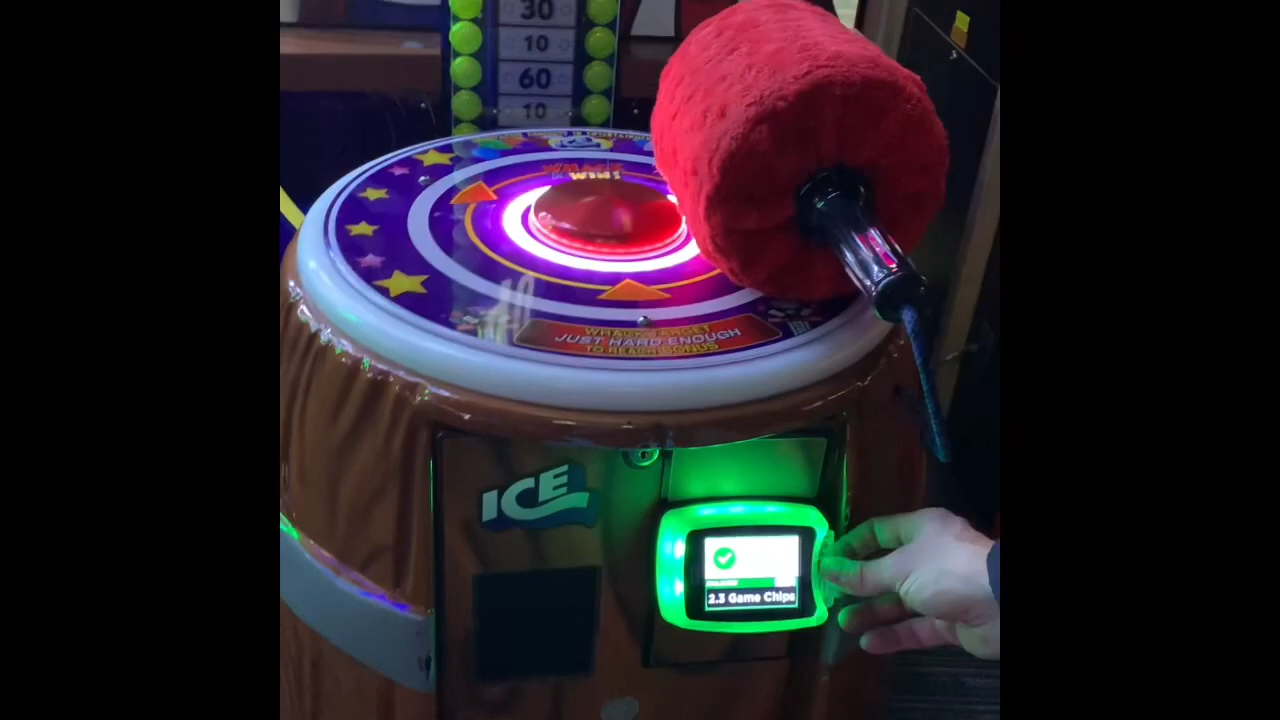 30
10
60
10
ICE
WHACK
WIN!
WHACK TARGET
JUST HARD ENOUGH
TO REACH BONUS
ICE
2.3 Game Chips